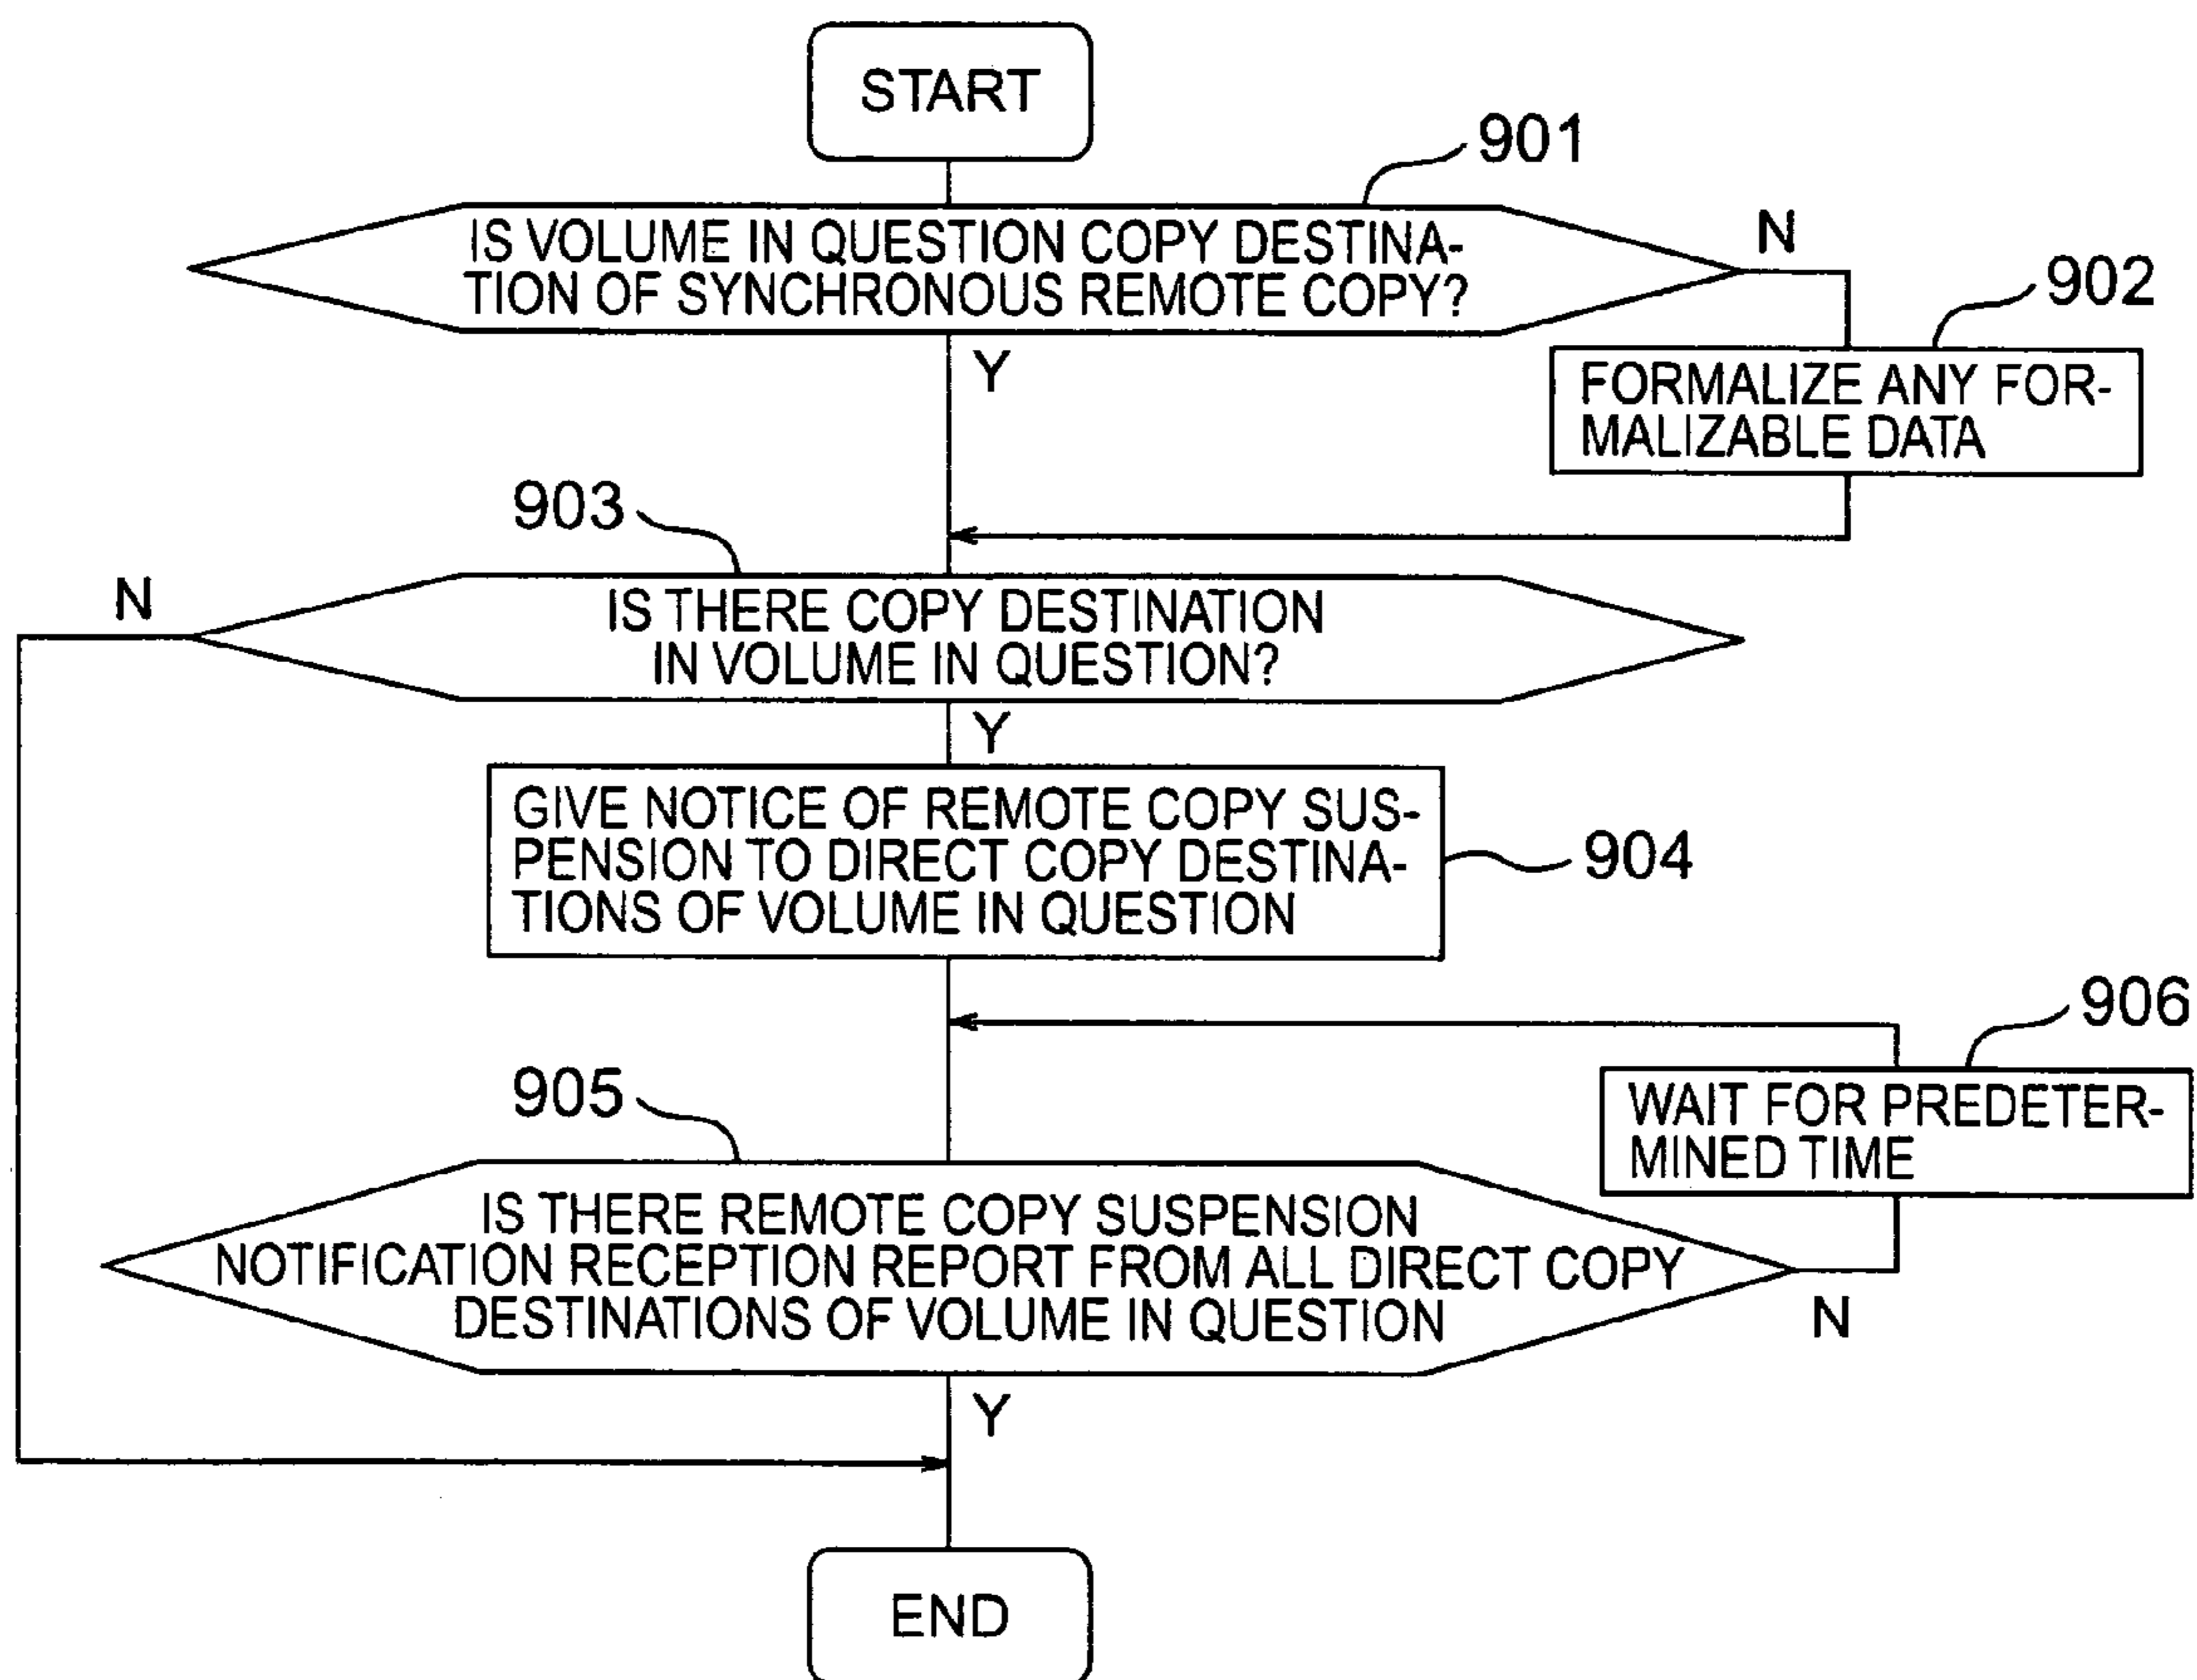 START
901
IS VOLUME IN QUESTION COPY DESTINA-
TION OF SYNCHRONOUS REMOTE COPY?
N
902
Y
FORMALIZE ANY FOR-
MALIZABLE DATA
903
N
IS THERE COPY DESTINATION
IN VOLUME IN QUESTION?
Y
GIVE NOTICE OF REMOTE COPY SUS-
PENSION TO DIRECT COPY DESTINA-
TIONS OF VOLUME IN QUESTION
904
906
905
WAIT FOR PREDETER-
MINED TIME
IS THERE REMOTE COPY SUSPENSION
NOTIFICATION RECEPTION REPORT FROM ALL DIRECT COPY
DESTINATIONS OF VOLUME IN QUESTION
N
Y
END